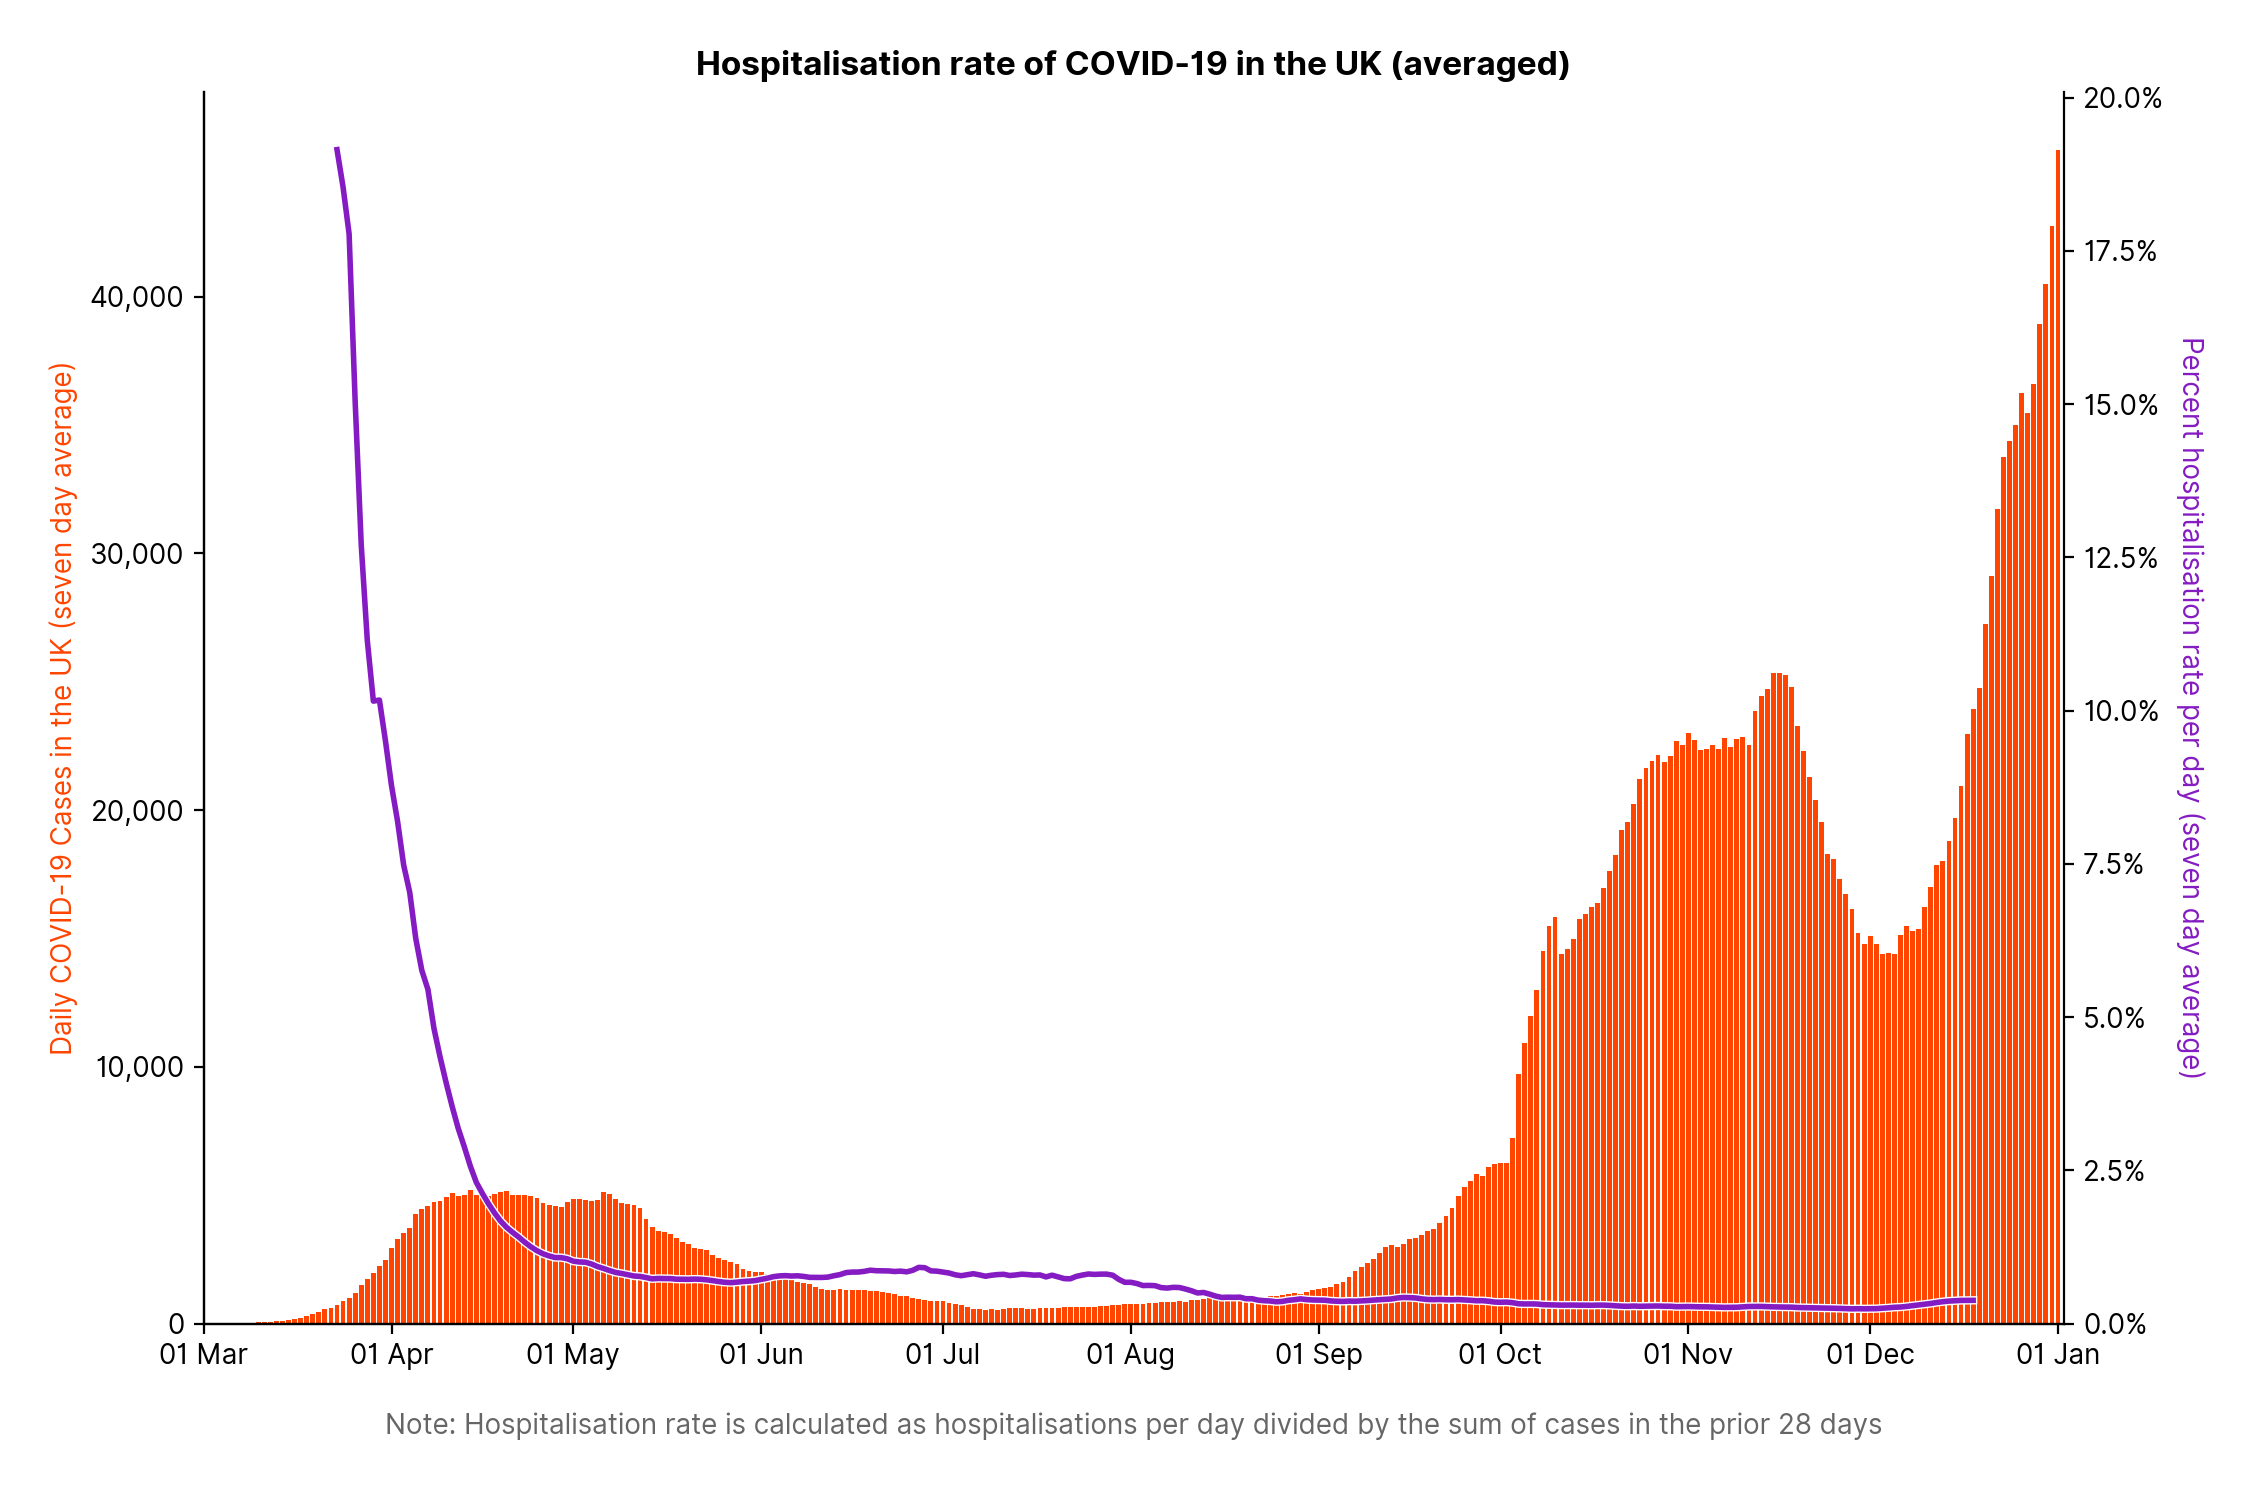 Hospitalisation rate of COVID-19 in the UK (averaged)
Daily COVID-19 Cases in the UK (seven day average)
40,000
30,000
20,000
10,000
0
20.0%
17.5%
15.0%
12.5%
10.0%
7.5%
5.0%
2.5%
0.0%
Percent hospitalisation rate per day (seven day average)
01 Mar 01 Apr 01 May 01 Jun 01 Jul 01 Aug 01 Sep 01 Oct 01 Nov 01 Dec 01 Jan
Note: Hospitalisation rate is calculated as hospitalisations per day divided by the sum of cases in the prior 28 days